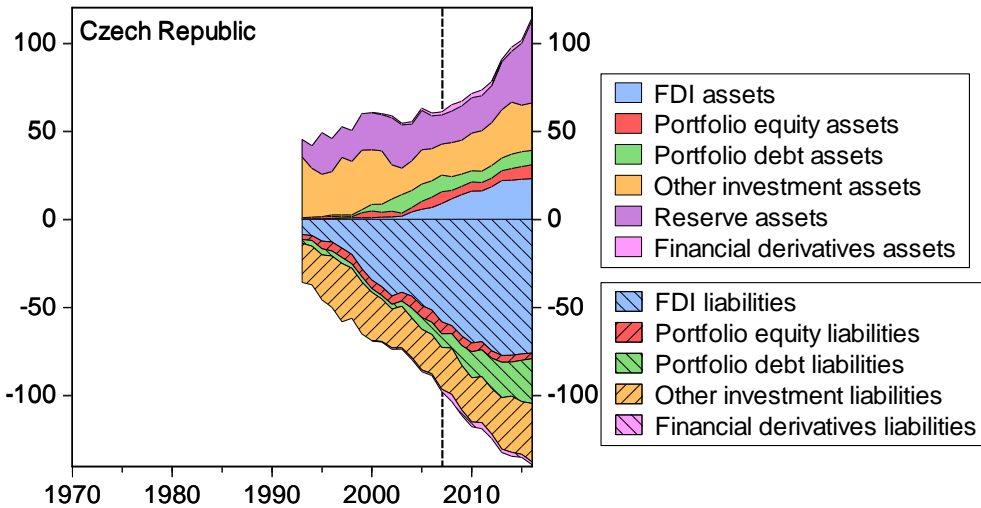 Czech Republic
100
50
0
-50
-100
100
50
0
-50
-100
1970
1980
1990
2000
2010
FDI assets
Portfolio equity assets
Portfolio debt assets
Other investment assets
Reserve assets
Financial derivatives assets
FDI liabilities
Portfolio equity liabilities
Portfolio debt liabilities
Other investment liabilities
Financial derivatives liabilities